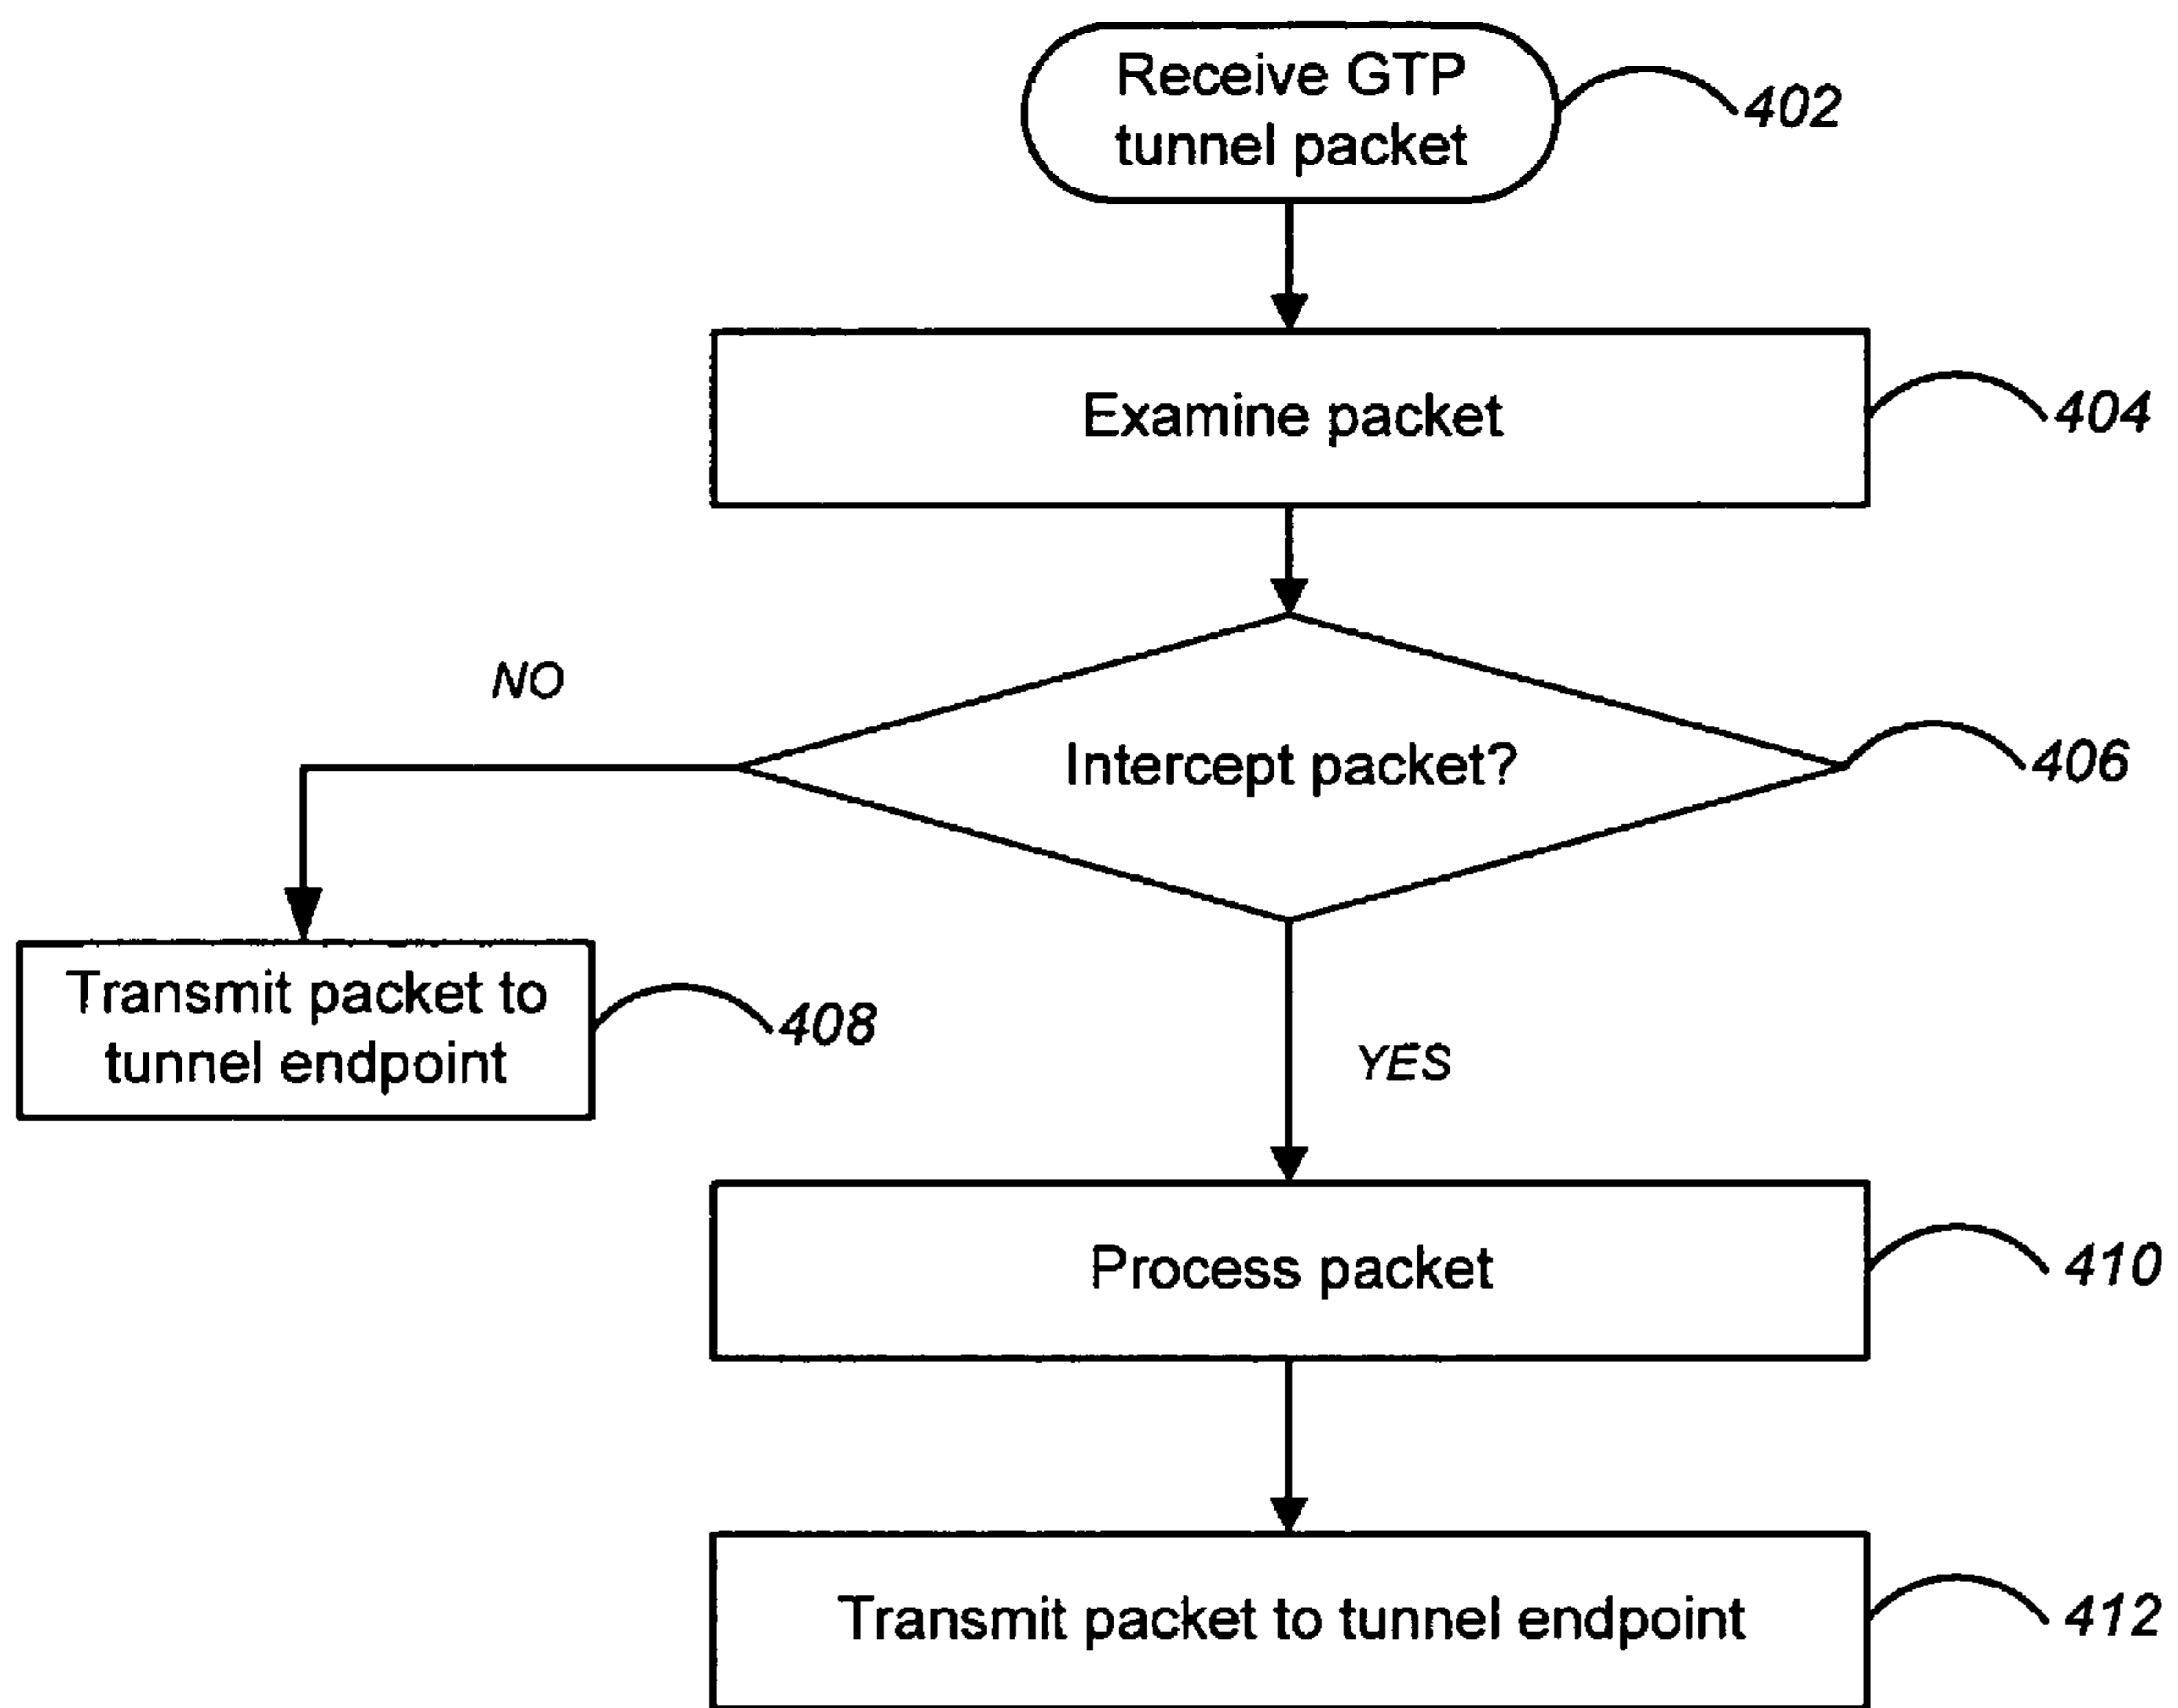 Receive GTP
tunnel packet
402
Examine packet
404
NO
Intercept packet?
406
Transmit packet to
tunnel endpoint
408
YES
Process packet
410
Transmit packet to tunnel endpoint
412